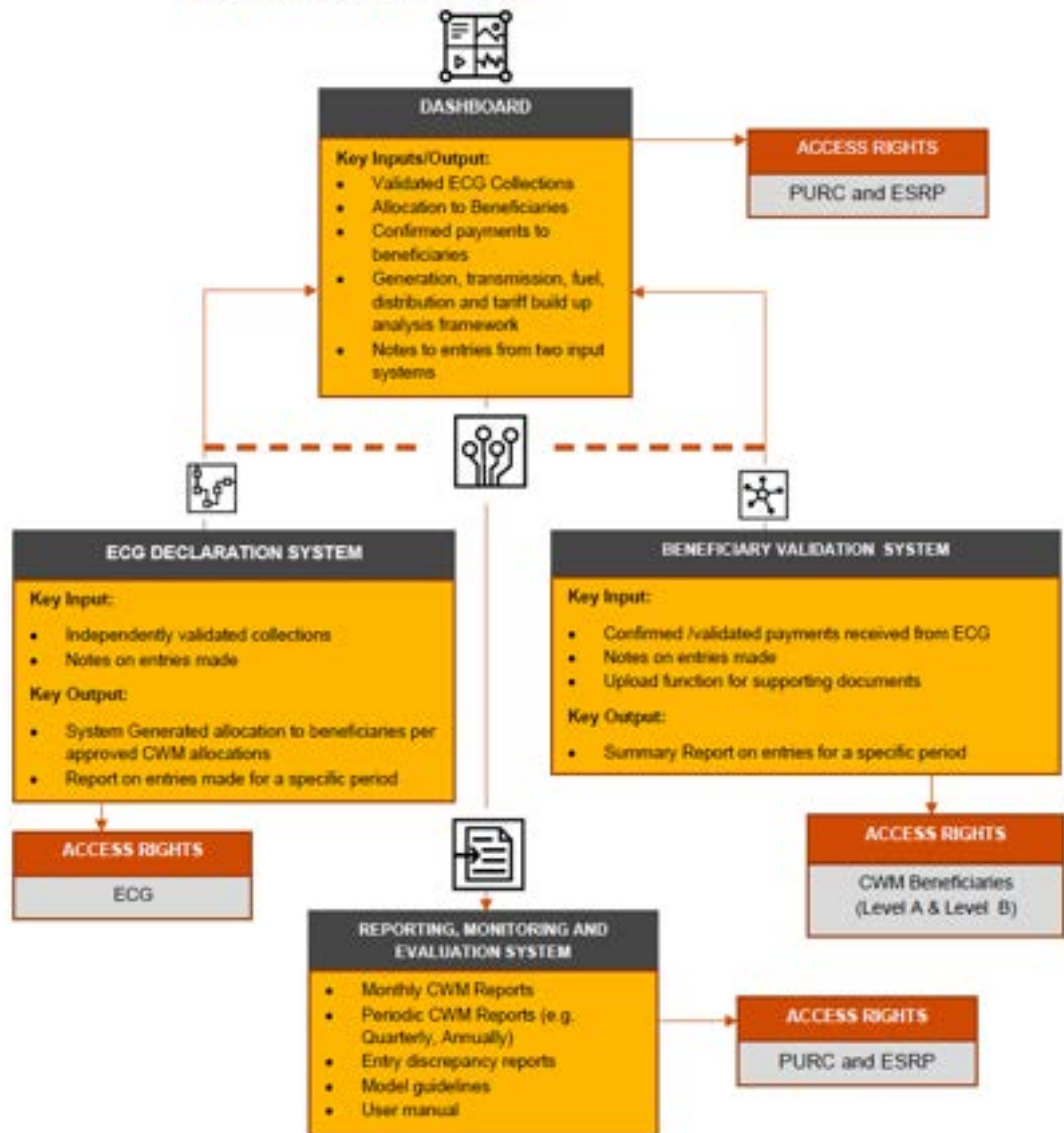 DASHBOARD
Key Inputs/Output:
• Validated ECG Collections
• Allocation to Beneficiaries
• Confirmed payments to
beneficiaries
• Generation, transmission, fuel,
distribution and tariff build up
analysis framework
• Notes to entries from two input
systems
ACCESS RIGHTS
PURC and ESRP
ECG DECLARATION SYSTEM
Key Input:
• Independently validated collections
• Notes on entries made
Key Output:
• System Generated allocation to beneficiaries per
approved CWM allocations
• Report on entries made for a specific period
ACCESS RIGHTS
ECG
BENEFICIARY VALIDATION SYSTEM
Key Input:
• Confirmed /validated payments received from ECG
• Notes on entries made
• Upload function for supporting documents
Key Output:
• Summary Report on entries for a specific period
ACCESS RIGHTS
CWM Beneficiaries
(Level A & Level B)
REPORTING, MONITORING AND
EVALUATION SYSTEM
• Monthly CWM Reports
• Periodic CWM Reports (e.g.
Quarterly, Annually)
• Entry discrepancy reports
• Model guidelines
• User manual
ACCESS RIGHTS
PURC and ESRP